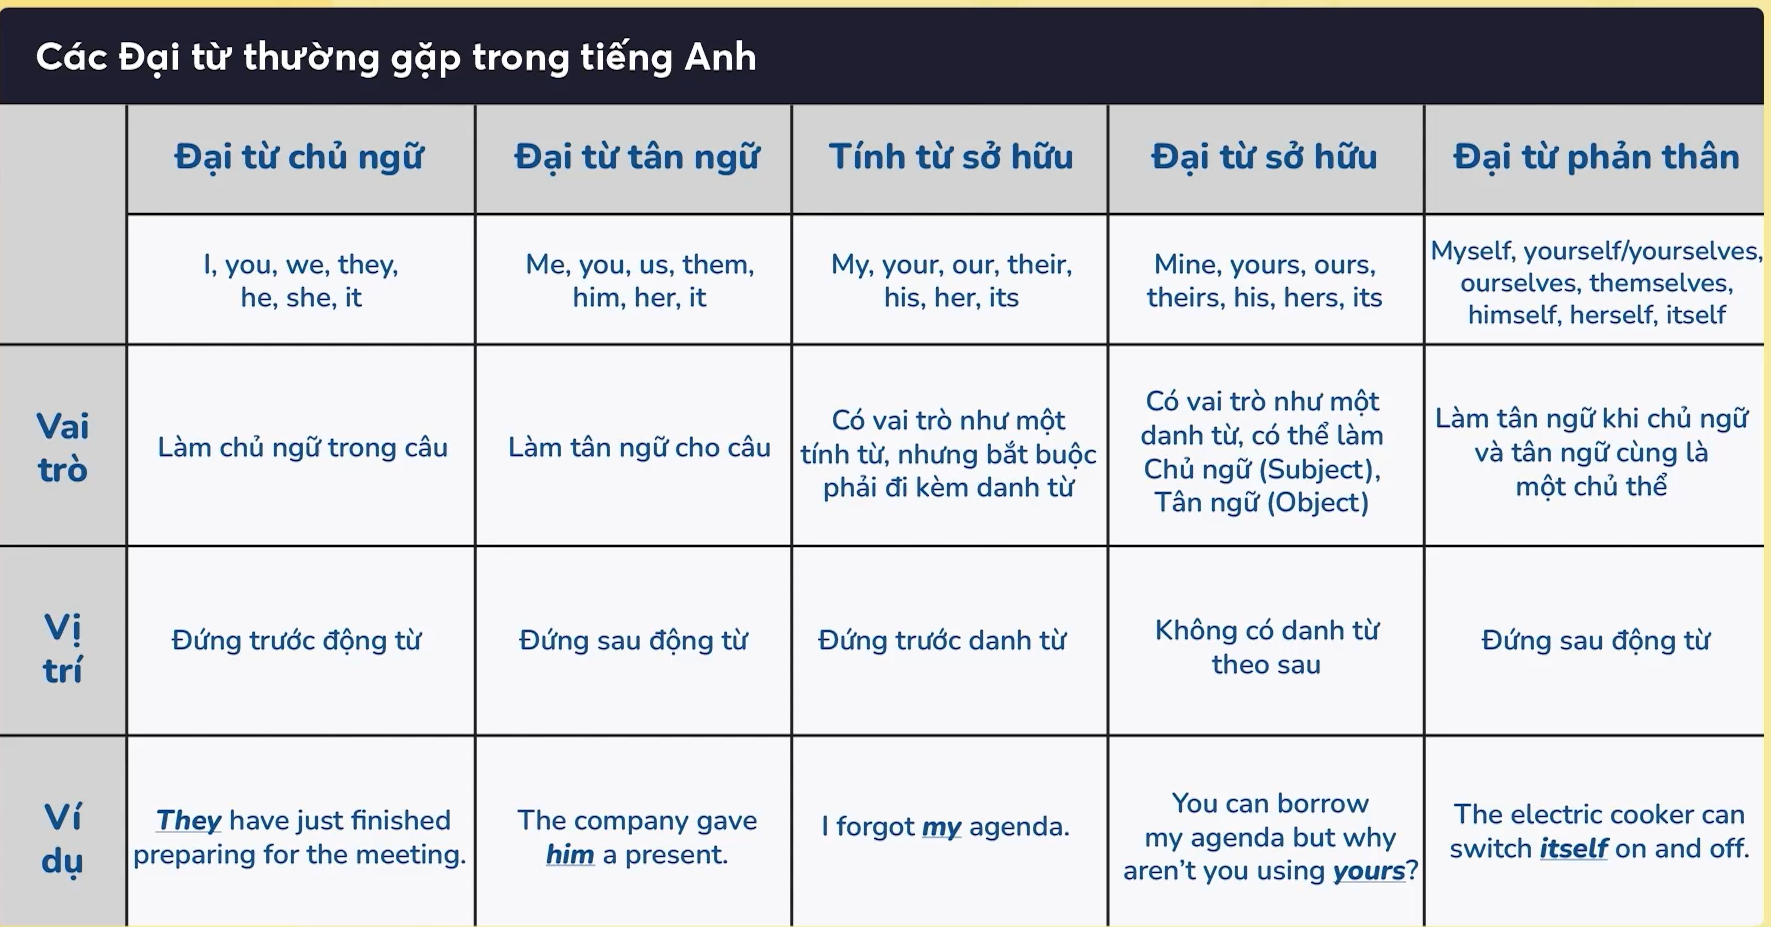 Các Đại từ thường gặp trong tiếng Anh
Đại từ chủ ngữ
Đại từ tân ngữ
Tính từ sở hữu
Đại từ sở hữu
Đại từ phản thân
I, you, we, they,
he, she, it
Me, you, us, them,
him, her, it
My, your, our, their,
his, her, its
Mine, yours, ours,
theirs, his, hers, its
Myself, yourself/yourselves,
ourselves, themselves,
himself, herself, itself
Vai
trò
Làm chủ ngữ trong câu
Làm tân ngữ cho câu
Có vai trò như một
tính từ, nhưng bắt buộc
phải đi kèm danh từ
Có vai trò như một
danh từ, có thể làm
Chủ ngữ (Subject),
Tân ngữ (Object)
Làm tân ngữ khi chủ ngữ
và tân ngữ cùng là
một chủ thể
Vị
trí
Đứng trước động từ
Đứng sau động từ
Đứng trước danh từ
Không có danh từ
theo sau
Đứng sau động từ
Ví
dụ
They have just finished
preparing for the meeting.
The company gave
him a present.
I forgot my agenda.
You can borrow
my agenda but why
aren't you using yours?
The electric cooker can
switch itself on and off.